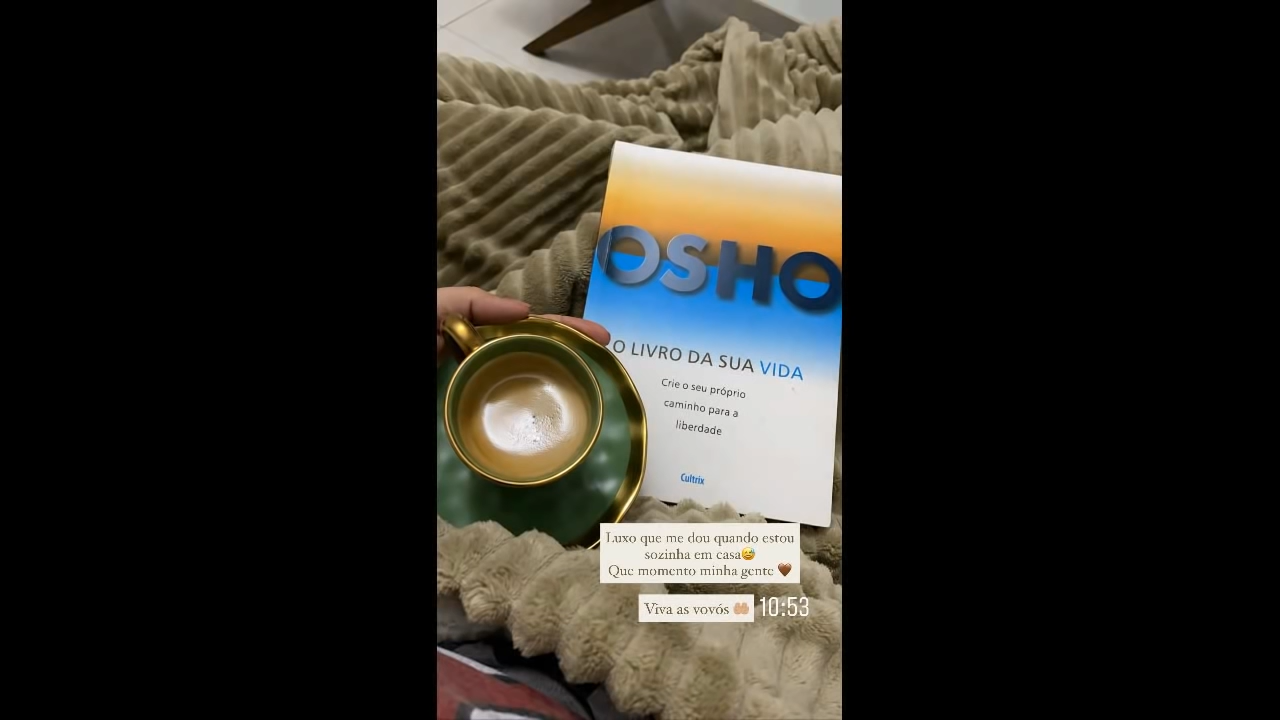 OSHO
O LIVRO DA SUA VIDA
Crie o seu próprio
caminho para a
liberdade
Cultrix
Luxo que me dou quando estou
sozinha em casa😅
Que momento minha gente 🤎
Viva as vovós 🤲🏼
10:53